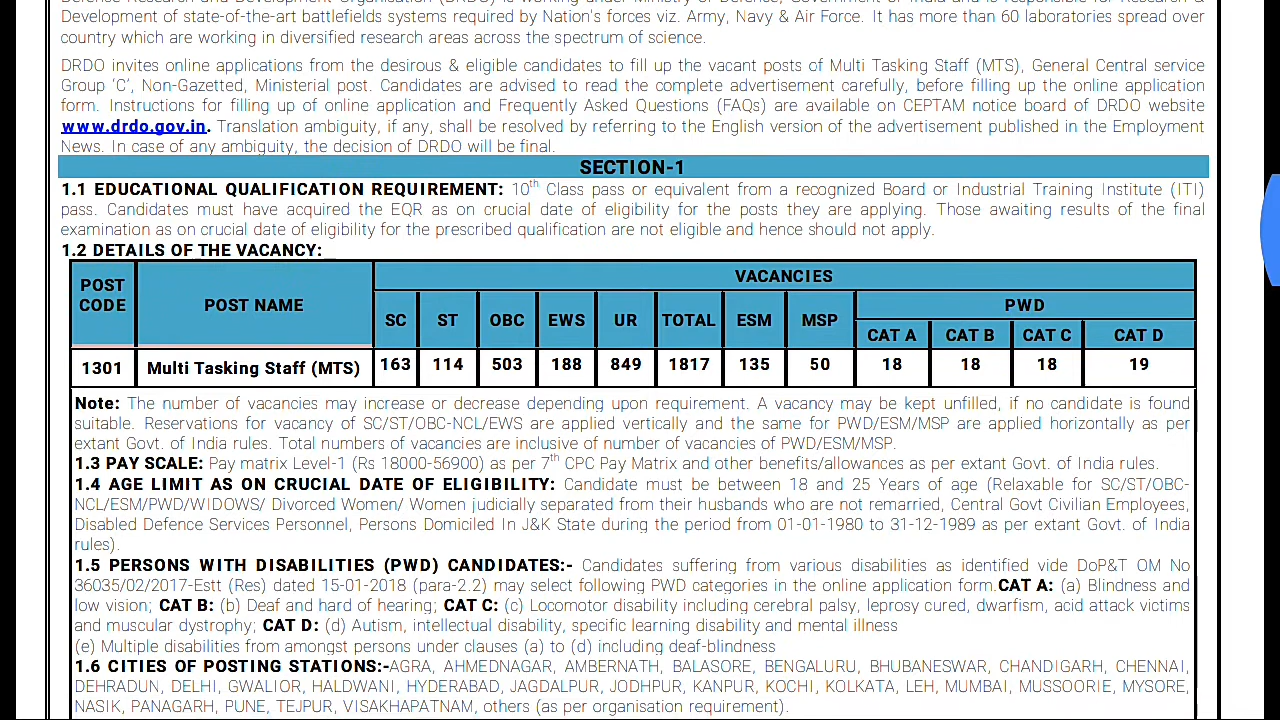 Development of state-of-the-art battlefields systems required by Nation's forces viz. Army, Navy & Air Force. It has more than 60 laboratories spread over
country which are working in diversified research areas across the spectrum of science.
DRDO invites online applications from the desirous & eligible candidates to fill up the vacant posts of Multi Tasking Staff (MTS), General Central service
Group ‘C’, Non-Gazetted, Ministerial post. Candidates are advised to read the complete advertisement carefully, before filling up the online application
form. Instructions for filling up of online application and Frequently Asked Questions (FAQs) are available on CEPTAM notice board of DRDO website
www.drdo.gov.in. Translation ambiguity, if any, shall be resolved by referring to the English version of the advertisement published in the Employment
News. In case of any ambiguity, the decision of DRDO will be final.
SECTION-1
1.1 EDUCATIONAL QUALIFICATION REQUIREMENT: 10th Class pass or equivalent from a recognized Board or Industrial Training Institute (ITI)
pass. Candidates must have acquired the EQR as on crucial date of eligibility for the posts they are applying. Those awaiting results of the final
examination as on crucial date of eligibility for the prescribed qualification are not eligible and hence should not apply.
1.2 DETAILS OF THE VACANCY:
POST CODE POST NAME VACANCIES
SC ST OBC EWS UR TOTAL ESM MSP PWD
CAT A CAT B CAT C CAT D
1301 Multi Tasking Staff (MTS) 163 114 503 188 849 1817 135 50 18 18 18 19
Note: The number of vacancies may increase or decrease depending upon requirement. A vacancy may be kept unfilled, if no candidate is found
suitable. Reservations for vacancy of SC/ST/OBC-NCL/EWS are applied vertically and the same for PWD/ESM/MSP are applied horizontally as per
extant Govt. of India rules. Total numbers of vacancies are inclusive of number of vacancies of PWD/ESM/MSP.
1.3 PAY SCALE: Pay matrix Level-1 (Rs 18000-56900) as per 7th CPC Pay Matrix and other benefits/allowances as per extant Govt. of India rules.
1.4 AGE LIMIT AS ON CRUCIAL DATE OF ELIGIBILITY: Candidate must be between 18 and 25 Years of age (Relaxable for SC/ST/OBC-
NCL/ESM/PWD/WIDOWS/ Divorced Women/ Women judicially separated from their husbands who are not remarried, Central Govt Civilian Employees,
Disabled Defence Services Personnel, Persons Domiciled In J&K State during the period from 01-01-1980 to 31-12-1989 as per extant Govt. of India
rules).
1.5 PERSONS WITH DISABILITIES (PWD) CANDIDATES:- Candidates suffering from various disabilities as identified vide DoP&T OM No
36035/02/2017-Estt (Res) dated 15-01-2018 (para-2.2) may select following PWD categories in the online application form.CAT A: (a) Blindness and
low vision; CAT B: (b) Deaf and hard of hearing; CAT C: (c) Locomotor disability including cerebral palsy, leprosy cured, dwarfism, acid attack victims
and muscular dystrophy; CAT D: (d) Autism, intellectual disability, specific learning disability and mental illness
(e) Multiple disabilities from amongst persons under clauses (a) to (d) including deaf-blindness
1.6 CITIES OF POSTING STATIONS:-AGRA, AHMEDNAGAR, AMBERNATH, BALASORE, BENGALURU, BHUBANESWAR, CHANDIGARH, CHENNAI,
DEHRADUN, DELHI, GWALIOR, HALDWANI, HYDERABAD, JAGDALPUR, JODHPUR, KANPUR, KOCHI, KOLKATA, LEH, MUMBAI, MUSSOORIE, MYSORE,
NASIK, PANAGARH, PUNE, TEJPUR, VISAKHAPATNAM, others (as per organisation requirement).